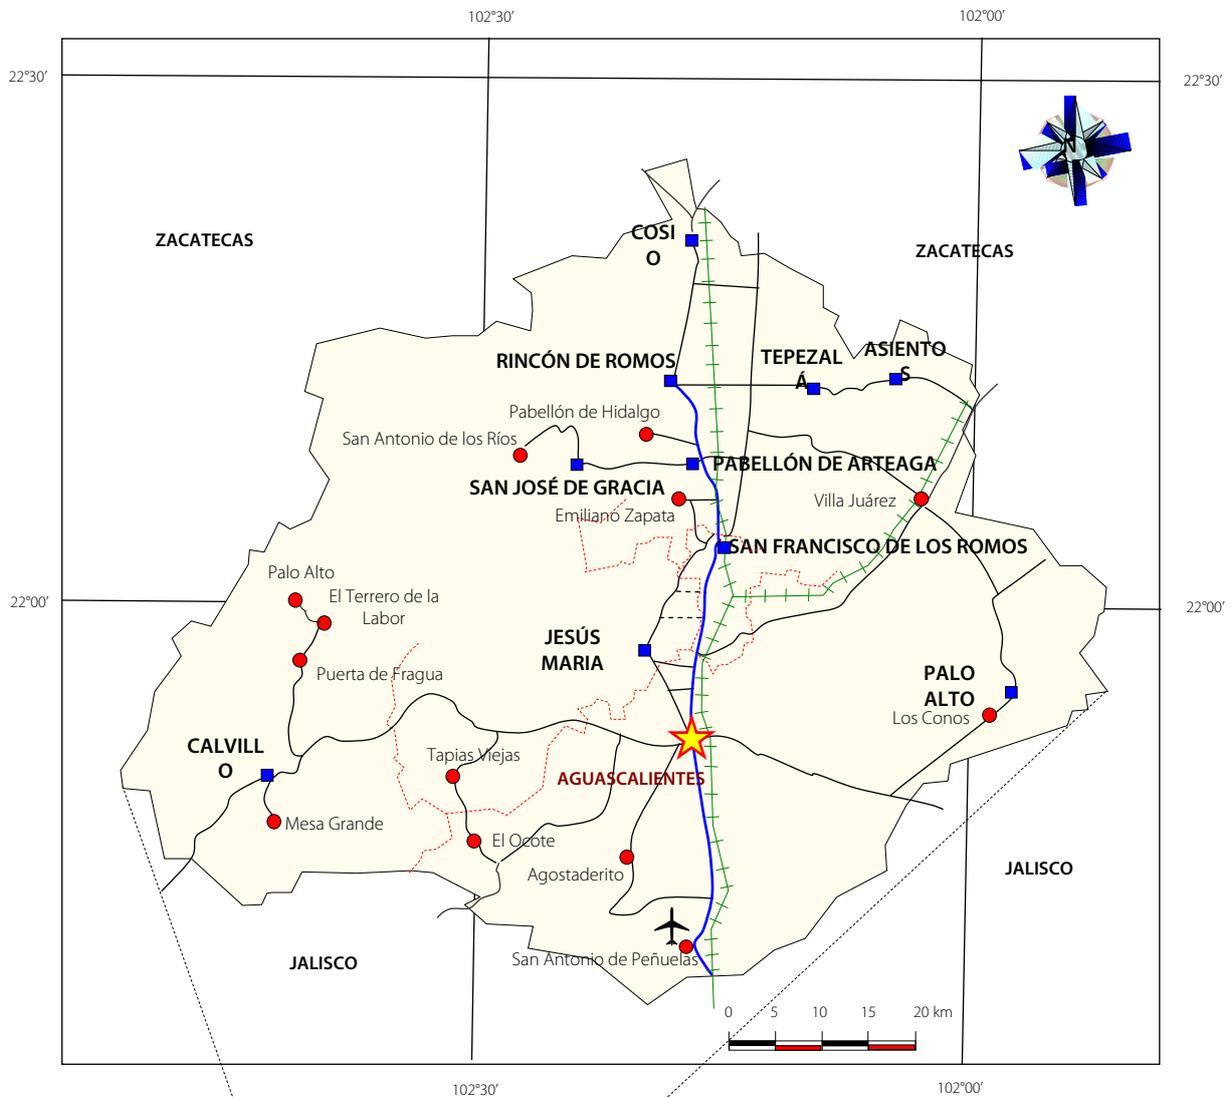 102°30'
102°00'
22°30'
22°30'
N
ZACATECAS
ZACATECAS
COSI
O
RINCÓN DE ROMOS
TEPEZAL
Á
ASIENTO
S
Pabellón de Hidalgo
San Antonio de los Ríos
PABELLÓN DE ARTEAGA
SAN JOSÉ DE GRACIA
Emiliano Zapata
Villa Juárez
SAN FRANCISCO DE LOS ROMOS
Palo Alto
El Terrero de la
Labor
22°00'
22°00'
JESÚS
MARIA
Puerta de Fragua
PALO
ALTO
Los Conos
CALVILL
O
Tapias Viejas
AGUASCALIENTES
Mesa Grande
El Ocote
Agostaderito
JALISCO
San Antonio de Peñuelas
JALISCO
0 5 10 15 20 km
102°30'
102°00'